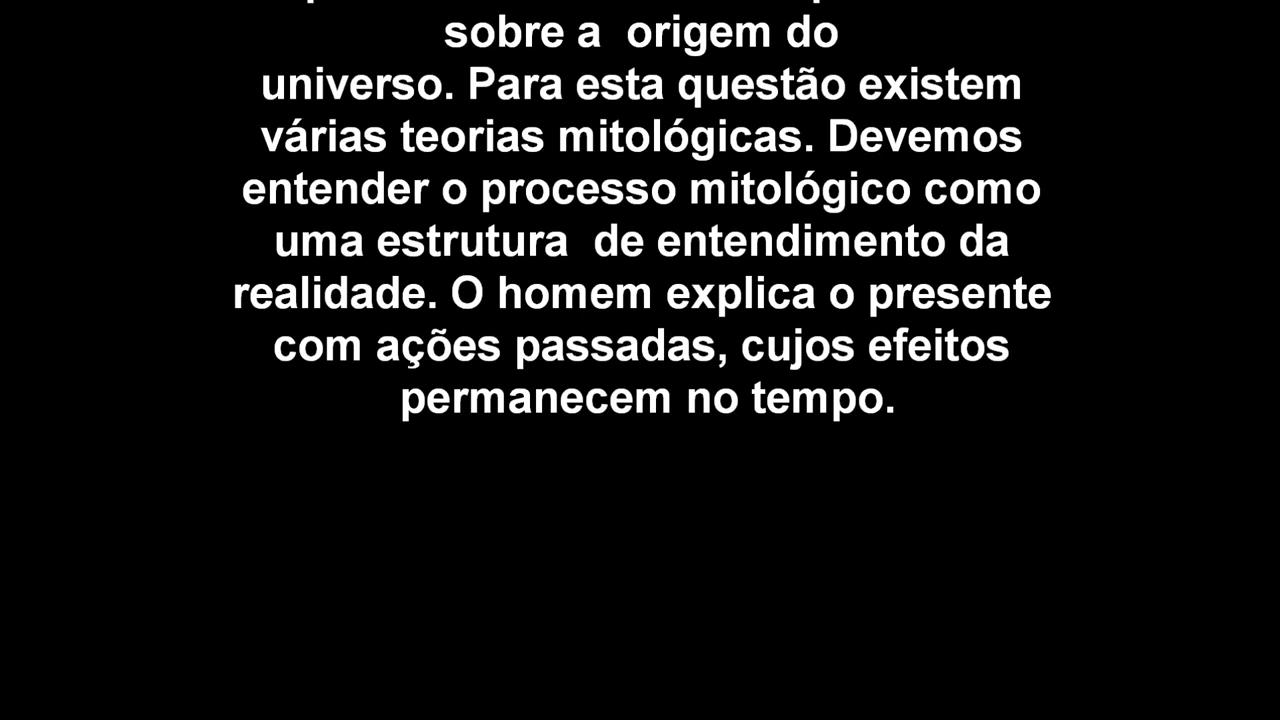 sobre a  origem do
universo. Para esta questão existem
várias teorias mitológicas. Devemos
entender o processo mitológico como
uma estrutura  de entendimento da
realidade. O homem explica o presente
com ações passadas, cujos efeitos
permanecem no tempo.